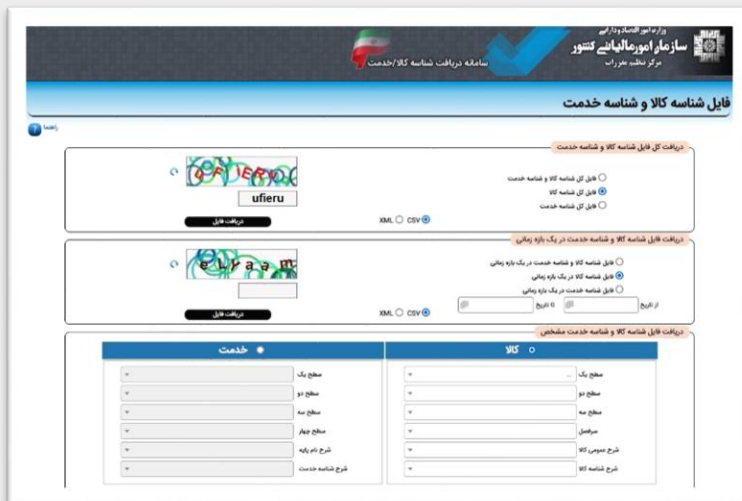 وزارت امور اقتصاد و دارایی
سازمان امور مالیاتی کشور
مرکز تنظیم مقررات
سامانه دریافت شناسه کالا/خدمت
فایل شناسه کالا و شناسه خدمت
راهنما ?
دریافت کل فایل شناسه کالا و شناسه خدمت
فایل کل شناسه کالا و شناسه خدمت
فایل کل شناسه کالا
فایل کل شناسه خدمت
uFIERU
ufieru
CSV XML
دریافت فایل
دریافت فایل شناسه کالا و شناسه خدمت در یک بازه زمانی
فایل شناسه کالا و شناسه خدمت در یک بازه زمانی
فایل شناسه کالا در یک بازه زمانی
فایل شناسه خدمت در یک بازه زمانی
از تاریخ تا تاریخ
eLyaam
CSV XML
دریافت فایل
دریافت فایل شناسه کالا و شناسه خدمت مشخص
کالا
سطح یک ...
سطح دو
سطح سه
سرفصل
شرح عمومی کالا
شرح شناسه کالا
خدمت
سطح یک
سطح دو
سطح سه
سطح چهار
شرح نام پایه
شرح شناسه خدمت